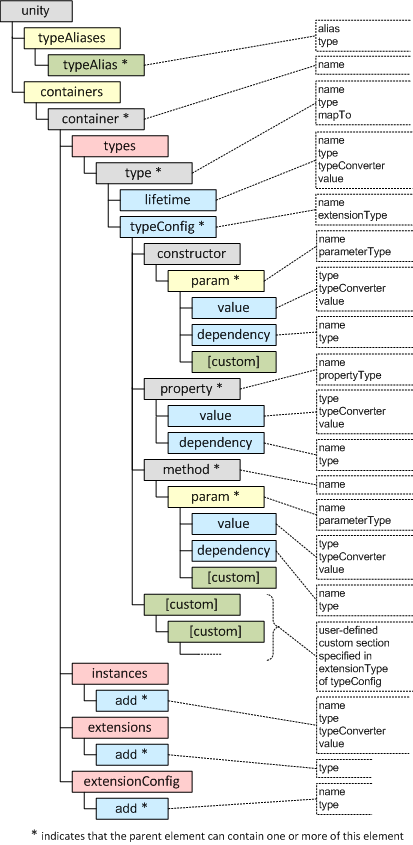 unity
typeAliases
alias
type
typeAlias *
containers
name
container *
name
type
mapTo
types
type *
name
type
typeConverter
value
lifetime
typeConfig *
name
extensionType
constructor
name
parameterType
param *
type
typeConverter
value
value
dependency
name
type
[custom]
property *
name
propertyType
value
type
typeConverter
value
dependency
name
type
method *
name
param *
name
parameterType
value
type
typeConverter
value
dependency
[custom]
name
type
[custom]
[custom]
user-defined
custom section
specified in
extensionType
of typeConfig
instances
add *
name
type
typeConverter
value
extensions
add *
type
extensionConfig
add *
name
type
* indicates that the parent element can contain one or more of this element